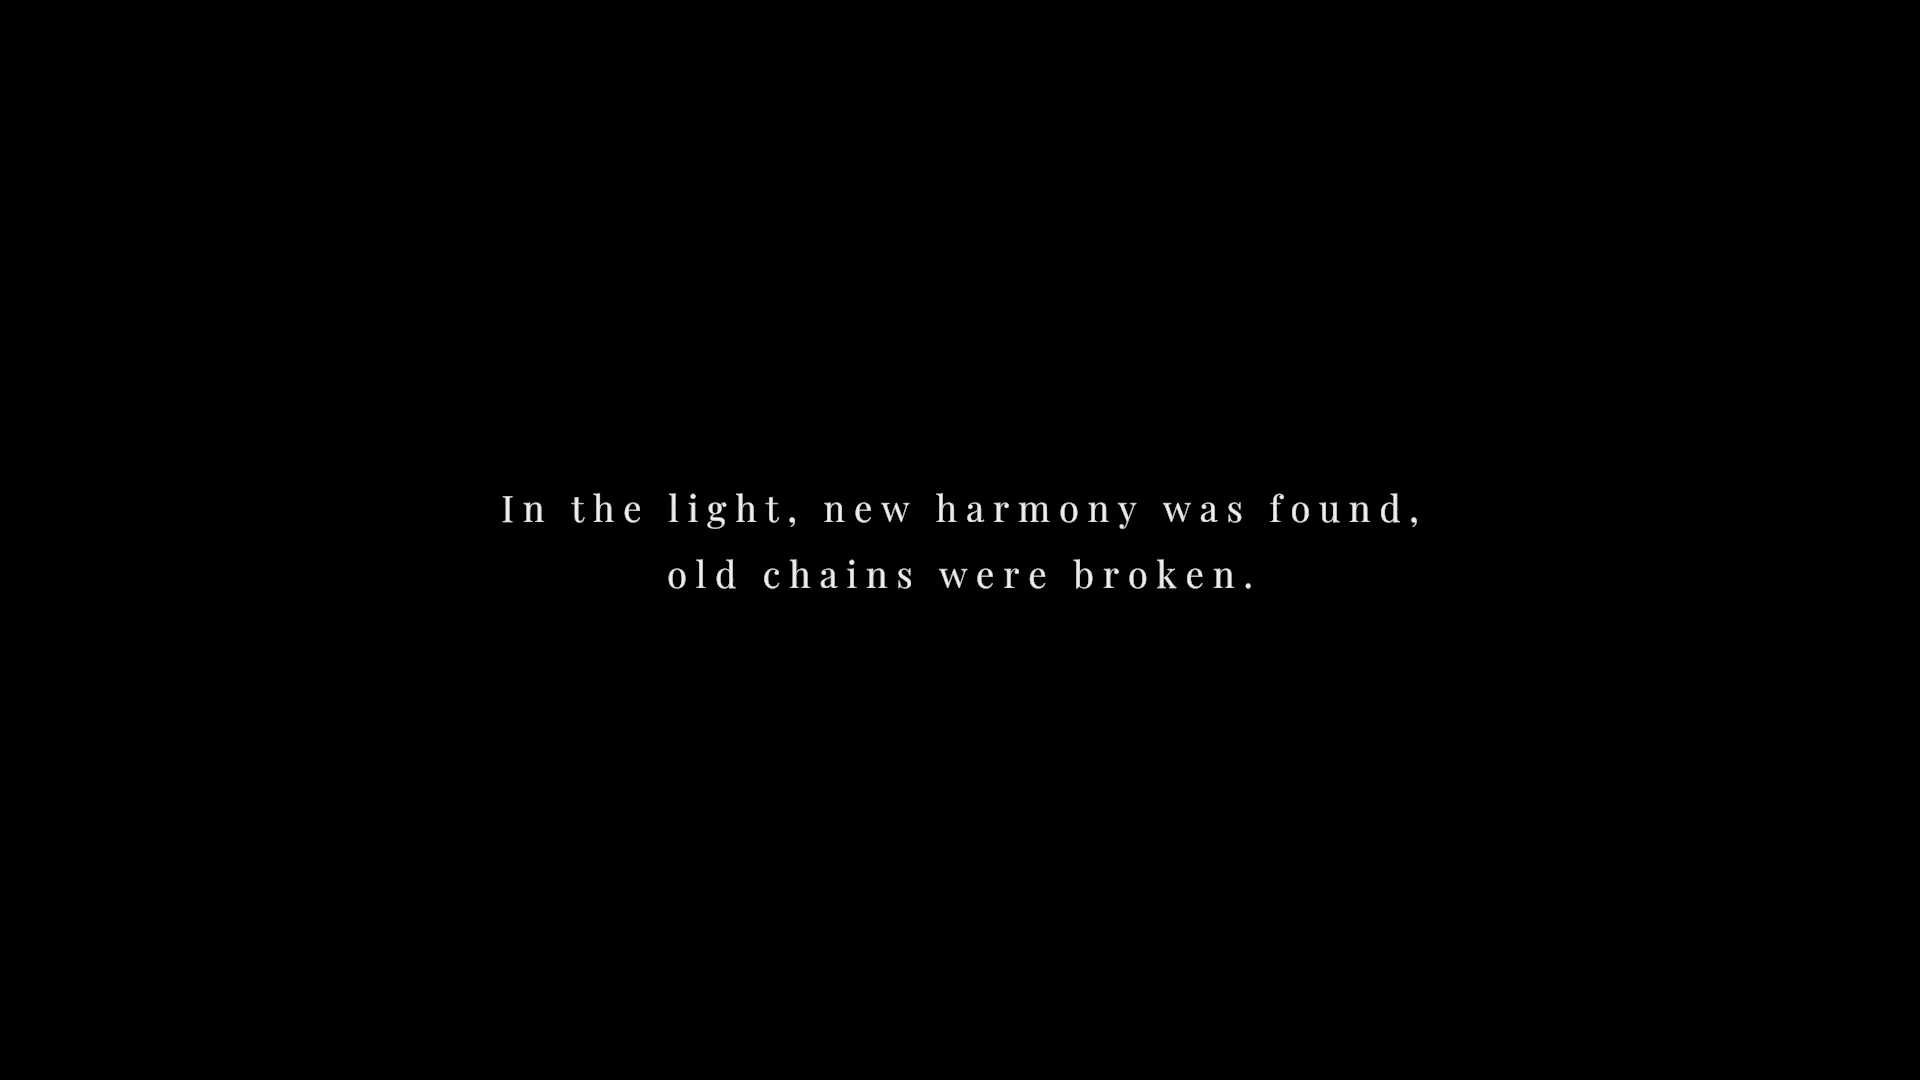 In the light, new harmony was found,
old chains were broken.